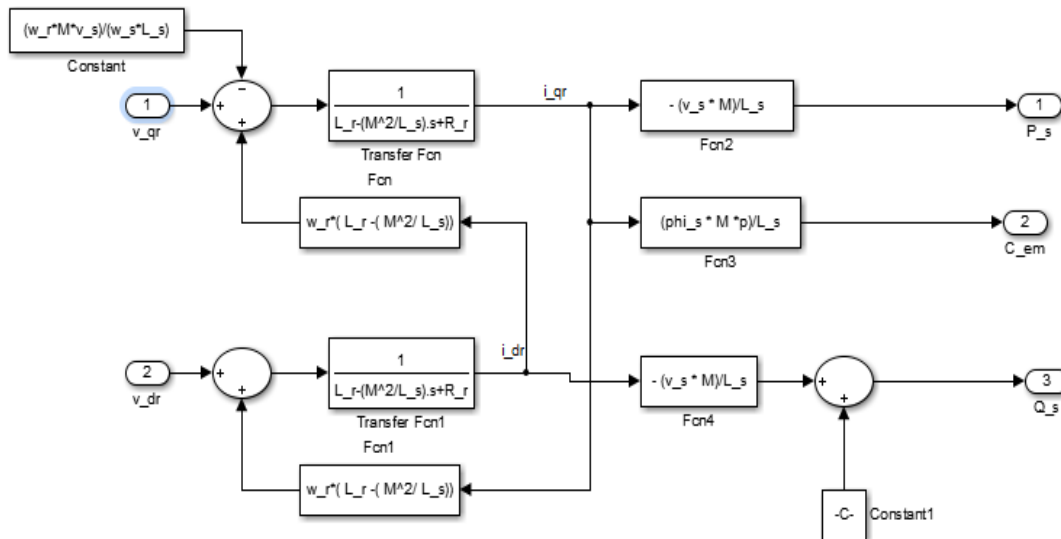 (w_r*M*v_s)/(w_s*L_s)
Constant
1
v_qr
−
+
+
1
L_r-(M^2/L_s).s+R_r
Transfer Fcn
i_qr
- (v_s * M)/L_s
Fcn2
1
P_s
Fcn
w_r*( L_r -( M^2/ L_s))
(phi_s * M *p)/L_s
Fcn3
2
C_em
2
v_dr
+
+
1
L_r-(M^2/L_s).s+R_r
Transfer Fcn1
i_dr
- (v_s * M)/L_s
Fcn4
+
+
3
Q_s
Fcn1
w_r*( L_r -( M^2/ L_s))
-C-
Constant1